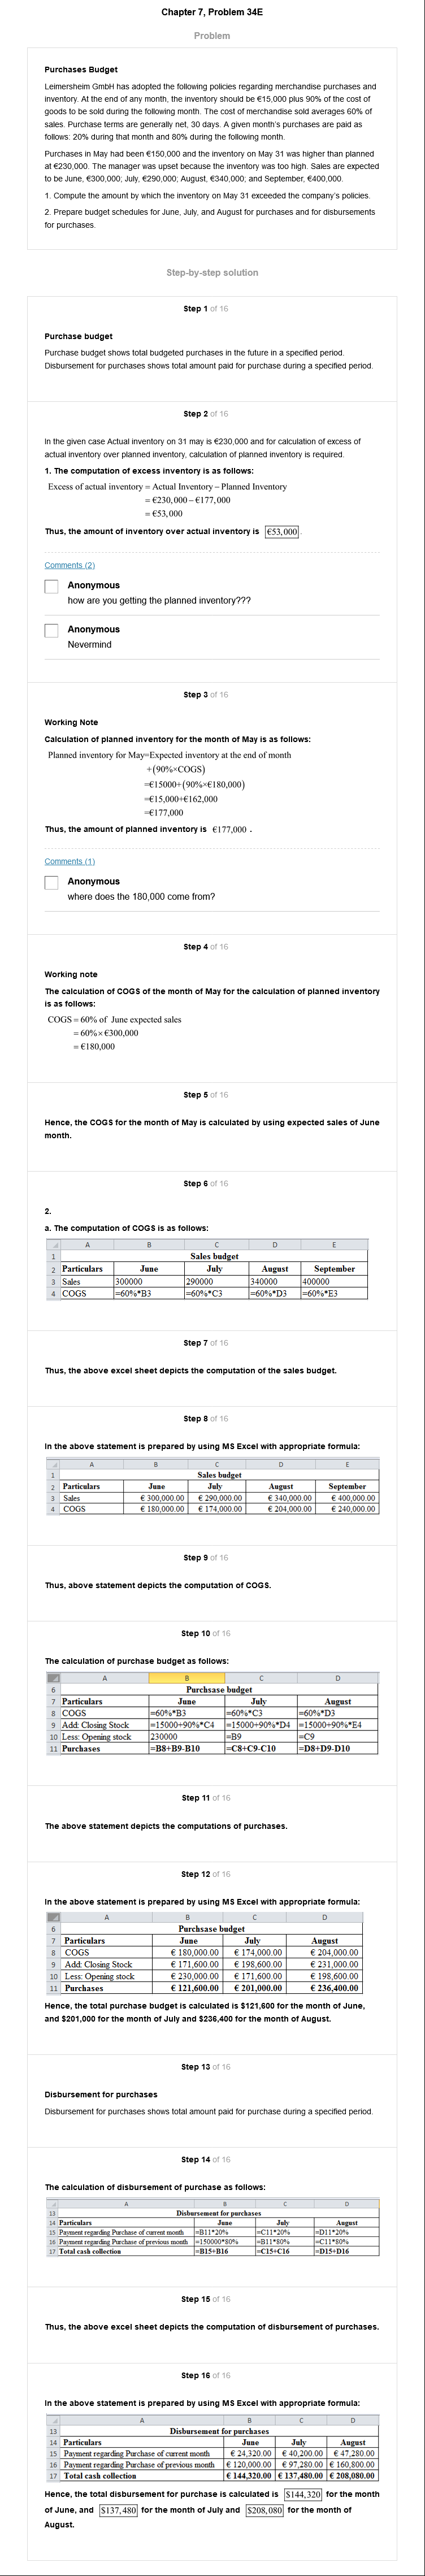 Chapter 7, Problem 34E
Problem
Purchases Budget
Leimersheim GmbH has adopted the following policies regarding merchandise purchases and
inventory. At the end of any month, the inventory should be €15,000 plus 90% of the cost of
goods to be sold during the following month. The cost of merchandise sold averages 60% of
sales. Purchase terms are generally net, 30 days. A given month's purchases are paid as
follows: 20% during that month and 80% during the following month.
Purchases in May had been €150,000 and the inventory on May 31 was higher than planned
at €230,000. The manager was upset because the inventory was too high. Sales are expected
to be June, €300,000; July, €290,000; August, €340,000; and September, €400,000.
1. Compute the amount by which the inventory on May 31 exceeded the company's policies.
2. Prepare budget schedules for June, July, and August for purchases and for disbursements
for purchases.
Step-by-step solution
Step 1 of 16
Purchase budget
Purchase budget shows total budgeted purchases in the future in a specified period.
Disbursement for purchases shows total amount paid for purchase during a specified period.
Step 2 of 16
In the given case Actual inventory on 31 may is €230,000 and for calculation of excess of
actual inventory over planned inventory, calculation of planned inventory is required.
1. The computation of excess inventory is as follows:
Excess of actual inventory = Actual Inventory − Planned Inventory
= €230,000 − €177,000
= €53,000
Thus, the amount of inventory over actual inventory is €53,000.
Comments (2)
Anonymous
how are you getting the planned inventory???
Anonymous
Nevermind
Step 3 of 16
Working Note
Calculation of planned inventory for the month of May is as follows:
Planned inventory for May=Expected inventory at the end of month
+(90%×COGS)
=€15000+(90%×€180,000)
=€15,000+€162,000
=€177,000
Thus, the amount of planned inventory is €177,000 .
Comments (1)
Anonymous
where does the 180,000 come from?
Step 4 of 16
Working note
The calculation of COGS of the month of May for the calculation of planned inventory
is as follows:
COGS = 60% of June expected sales
= 60% × €300,000
= €180,000
Step 5 of 16
Hence, the COGS for the month of May is calculated by using expected sales of June
month.
Step 6 of 16
2.
a. The computation of COGS is as follows:
A B C D E
1 Sales budget
2 Particulars June July August September
3 Sales 300000 290000 340000 400000
4 COGS =60%*B3 =60%*C3 =60%*D3 =60%*E3
Step 7 of 16
Thus, the above excel sheet depicts the computation of the sales budget.
Step 8 of 16
In the above statement is prepared by using MS Excel with appropriate formula:
A B C D E
1 Sales budget
2 Particulars June July August September
3 Sales € 300,000.00 € 290,000.00 € 340,000.00 € 400,000.00
4 COGS € 180,000.00 € 174,000.00 € 204,000.00 € 240,000.00
Step 9 of 16
Thus, above statement depicts the computation of COGS.
Step 10 of 16
The calculation of purchase budget as follows:
A B C D
6 Purchsase budget
7 Particulars June July August
8 COGS =60%*B3 =60%*C3 =60%*D3
9 Add: Closing Stock =15000+90%*C4 =15000+90%*D4 =15000+90%*E4
10 Less: Opening stock 230000 =B9 =C9
11 Purchases =B8+B9-B10 =C8+C9-C10 =D8+D9-D10
Step 11 of 16
The above statement depicts the computations of purchases.
Step 12 of 16
In the above statement is prepared by using MS Excel with appropriate formula:
A B C D
6 Purchsase budget
7 Particulars June July August
8 COGS € 180,000.00 € 174,000.00 € 204,000.00
9 Add: Closing Stock € 171,600.00 € 198,600.00 € 231,000.00
10 Less: Opening stock € 230,000.00 € 171,600.00 € 198,600.00
11 Purchases € 121,600.00 € 201,000.00 € 236,400.00
Hence, the total purchase budget is calculated is $121,600 for the month of June,
and $201,000 for the month of July and $236,400 for the month of August.
Step 13 of 16
Disbursement for purchases
Disbursement for purchases shows total amount paid for purchase during a specified period.
Step 14 of 16
The calculation of disbursement of purchase as follows:
A B C D
13 Disbursement for purchases
14 Particulars June July August
15 Payment regarding Purchase of current month =B11*20% =C11*20% =D11*20%
16 Payment regarding Purchase of previous month =150000*80% =B11*80% =C11*80%
17 Total cash collection =B15+B16 =C15+C16 =D15+D16
Step 15 of 16
Thus, the above excel sheet depicts the computation of disbursement of purchases.
Step 16 of 16
In the above statement is prepared by using MS Excel with appropriate formula:
A B C D
13 Disbursement for purchases
14 Particulars June July August
15 Payment regarding Purchase of current month € 24,320.00 € 40,200.00 € 47,280.00
16 Payment regarding Purchase of previous month € 120,000.00 € 97,280.00 € 160,800.00
17 Total cash collection € 144,320.00 € 137,480.00 € 208,080.00
Hence, the total disbursement for purchase is calculated is $144,320 for the month
of June, and $137,480 for the month of July and $208,080 for the month of
August.